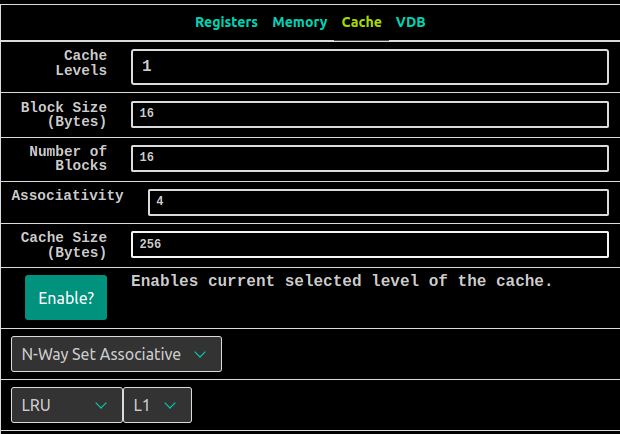 Registers Memory Cache VDB
Cache
Levels
1
Block Size
(Bytes)
16
Number of
Blocks
16
Associativity
4
Cache Size
(Bytes)
256
Enable?
Enables current selected level of the cache.
N-Way Set Associative
LRU L1